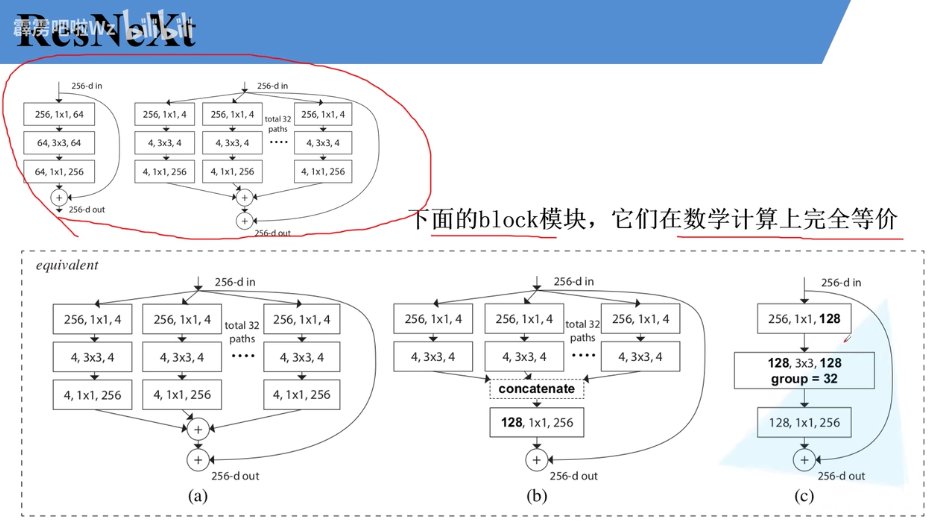 ResNeXt
霹雳吧啦Wz bilibili
256-d in
256, 1x1, 64
64, 3x3, 64
64, 1x1, 256
+
256-d out
256-d in
256, 1x1, 4 256, 1x1, 4 total 32 paths 256, 1x1, 4
4, 3x3, 4 4, 3x3, 4 .... 4, 3x3, 4
4, 1x1, 256 4, 1x1, 256 4, 1x1, 256
+
+
256-d out
下面的block模块，它们在数学计算上完全等价
equivalent
256-d in
256, 1x1, 4 256, 1x1, 4 total 32 paths 256, 1x1, 4
4, 3x3, 4 4, 3x3, 4 .... 4, 3x3, 4
4, 1x1, 256 4, 1x1, 256 4, 1x1, 256
+
+
256-d out
(a)
256-d in
256, 1x1, 4 256, 1x1, 4 total 32 paths 256, 1x1, 4
4, 3x3, 4 4, 3x3, 4 .... 4, 3x3, 4
concatenate
128, 1x1, 256
+
256-d out
(b)
256-d in
256, 1x1, 128
128, 3x3, 128
group = 32
128, 1x1, 256
+
256-d out
(c)